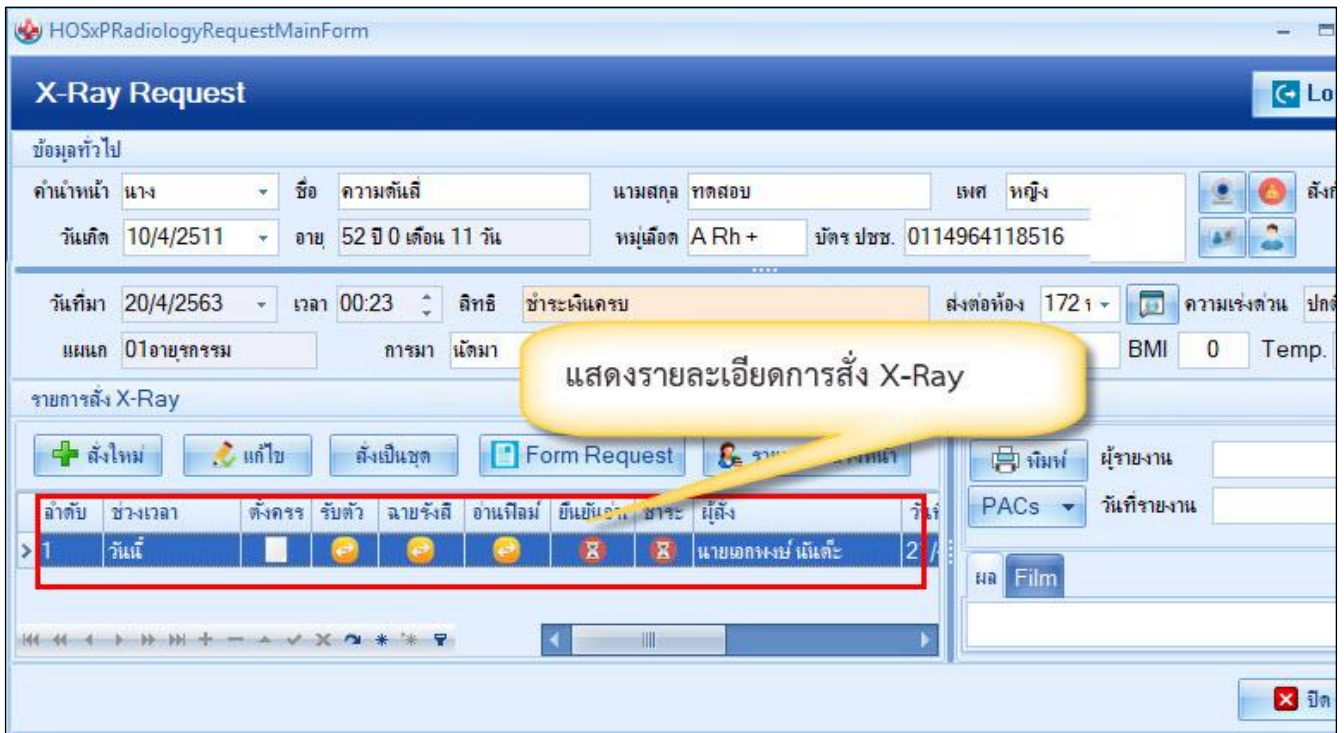 HOSxPRadiologyRequestMainForm
X-Ray Request
Lo
ข้อมูลทั่วไป
คำนำหน้า นาง ชื่อ ความดันสี่ นามสกุล ทดสอบ เพศ หญิง
วันเกิด 10/4/2511 อายุ 52 ปี 0 เดือน 11 วัน หมู่เลือด A Rh + บัตร ปชช. 0114964118516
วันที่มา 20/4/2563 เวลา 00:23 สิทธิ ชำระเงินครบ ส่งต่อห้อง 172 ความเร่งด่วน
แผนก 01อายุรกรรม การมา นัดมา BMI 0 Temp.
แสดงรายละเอียดการสั่ง X-Ray
รายการสั่ง X-Ray
สั่งใหม่ แก้ไข สั่งเป็นชุด Form Request พิมพ์ ผู้รายงาน
PACs วันที่รายงาน
ลำดับ ช่วงเวลา ตั้งครร รับตัว ฉายรังสี อ่านฟิลม์ ยืนยันอ่า ชำระ ผู้สั่ง วันที่
1 วันนี้ นายเอกพงษ์ นันต๊ะ
ผล Film
ปิด